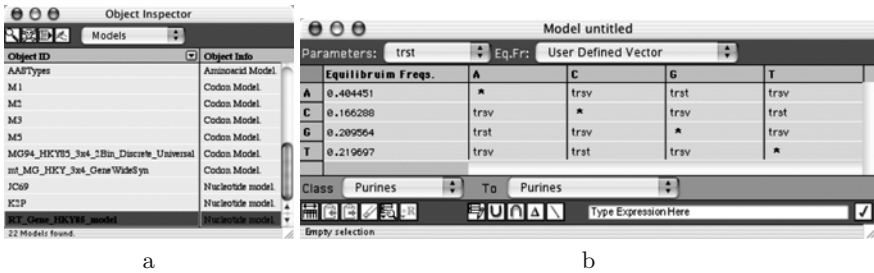 Object Inspector
Models
Object ID Object Info
AASTypes Aminoacid Model.
M1 Codon Model.
M2 Codon Model.
M3 Codon Model.
M5 Codon Model.
MG94_HKY85_3x4_2Bin_Discrete_Universal Codon Model.
mt_MG_HKY_3x4_GeneWideSyn Codon Model.
JC69 Nucleotide model.
K2P Nucleotide model.
RT_Gene_HKY85_model Nucleotide model.
22 Models found.
a
Model untitled
Parameters: trst Eq.Fr: User Defined Vector
Equilibruim Freqs. A C G T
A 0.404451 * trsv trst trsv
C 0.166288 trsv * trsv trst
G 0.209564 trst trsv * trsv
T 0.219697 trsv trst trsv *
Class Purines To Purines
Type Expression Here
Empty selection
b